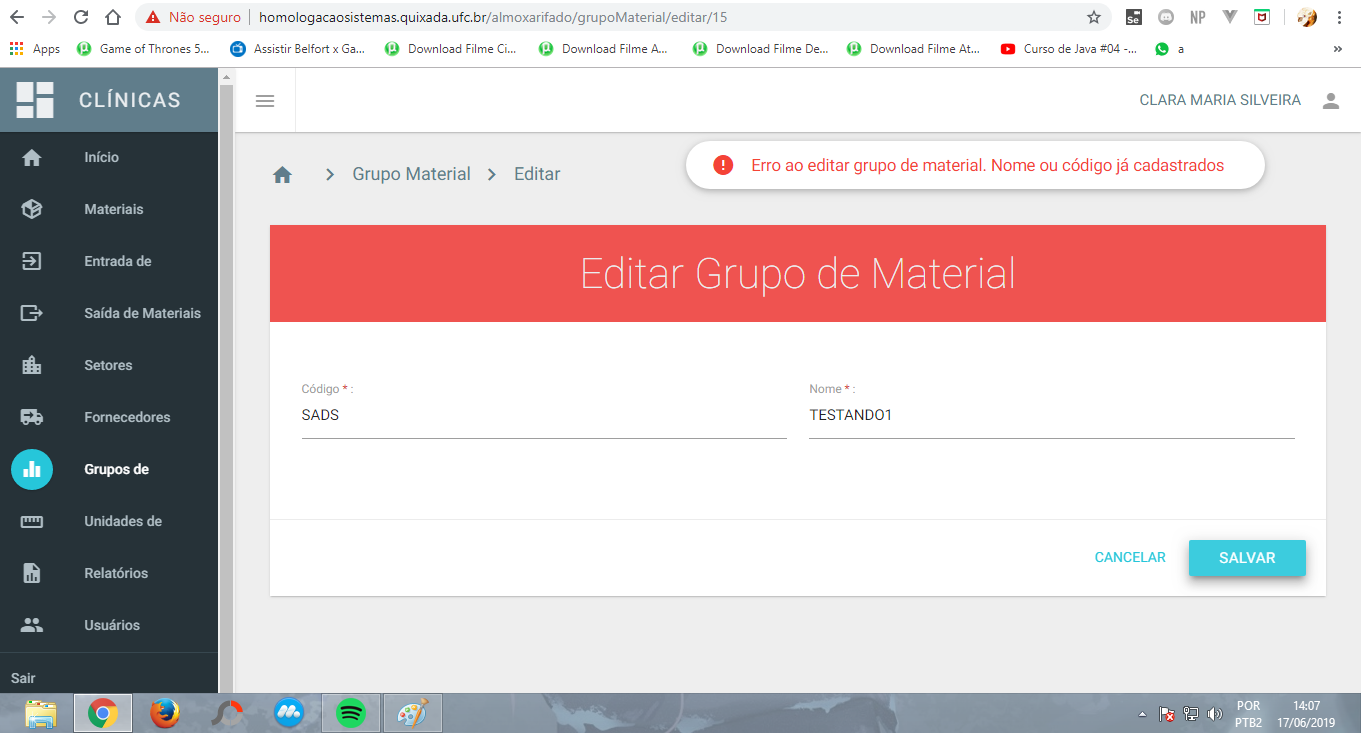 Não seguro | homologacaosistemas.quixada.ufc.br/almoxarifado/grupoMaterial/editar/15
Se NP
Apps Game of Thrones 5... Assistir Belfort x Ga... Download Filme Ci... Download Filme A... Download Filme De... Download Filme At... Curso de Java #04 -... a »
CLÍNICAS
CLARA MARIA SILVEIRA
Início
Materiais
Entrada de
Saída de Materiais
Setores
Fornecedores
Grupos de
Unidades de
Relatórios
Usuários
Sair
Grupo Material > Editar
Erro ao editar grupo de material. Nome ou código já cadastrados
Editar Grupo de Material
Código * :
SADS
Nome * :
TESTANDO1
CANCELAR
SALVAR
POR
PTB2
14:07
17/06/2019